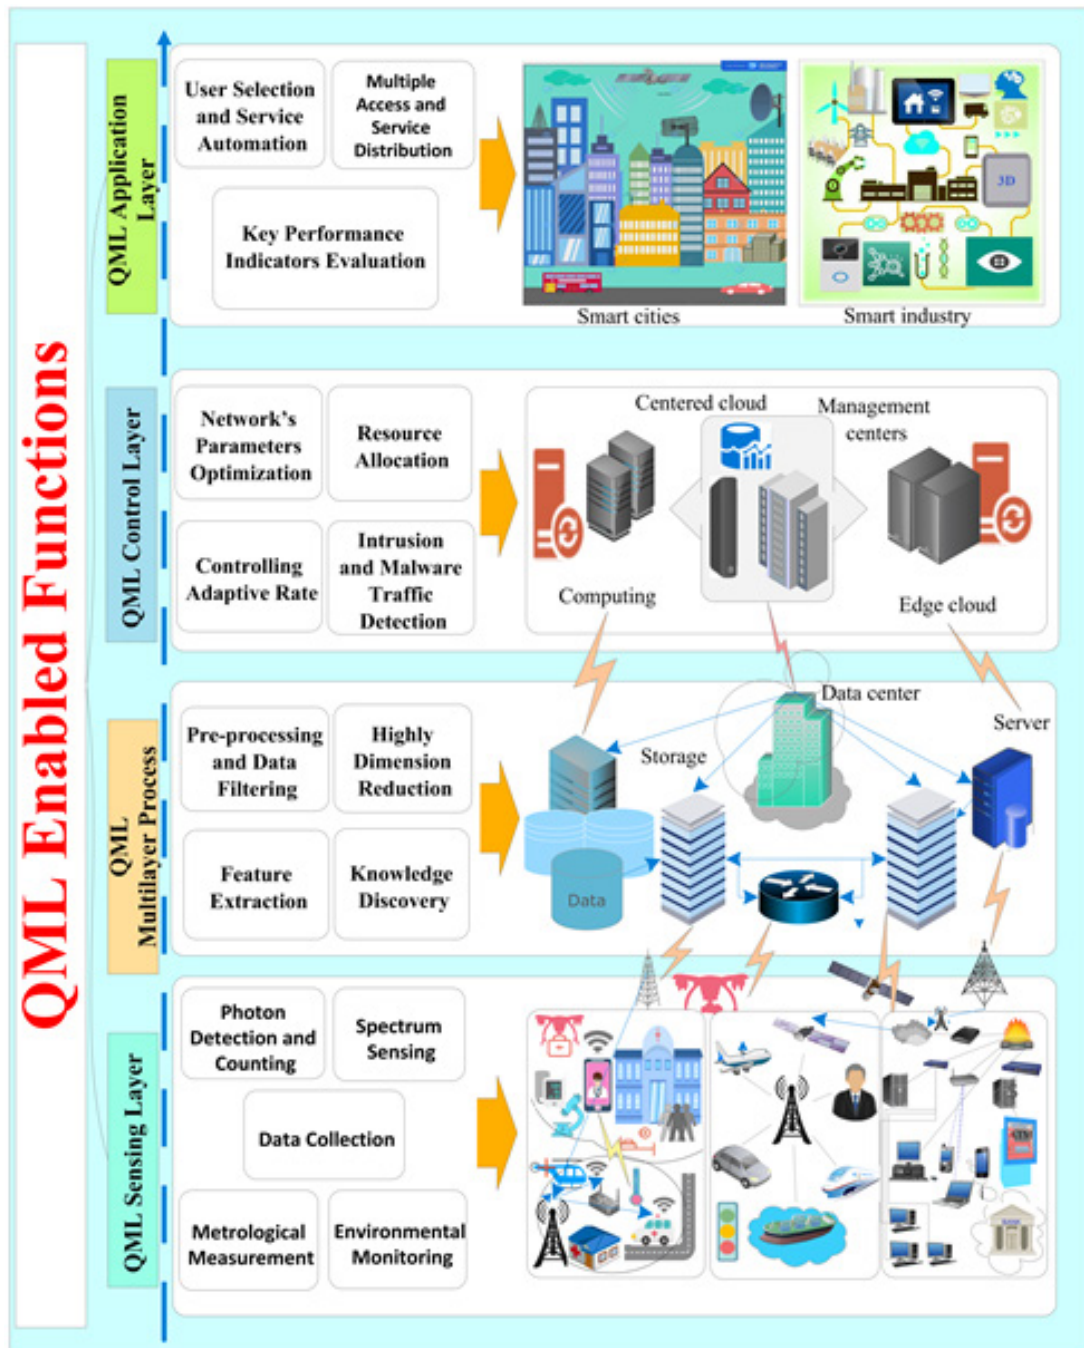 QML Enabled Functions
QML Application
Layer
User Selection
and Service
Automation
Multiple
Access and
Service
Distribution
Key Performance
Indicators Evaluation
Smart cities
3D
Smart industry
QML Control Layer
Network's
Parameters
Optimization
Resource
Allocation
Controlling
Adaptive Rate
Intrusion
and Malware
Traffic
Detection
Centered cloud
Management
centers
Computing
Edge cloud
QML
Multilayer Process
Pre-processing
and Data
Filtering
Highly
Dimension
Reduction
Feature
Extraction
Knowledge
Discovery
Data center
Storage
Server
Data
QML Sensing Layer
Photon
Detection and
Counting
Spectrum
Sensing
Data Collection
Metrological
Measurement
Environmental
Monitoring
ATM
BANK